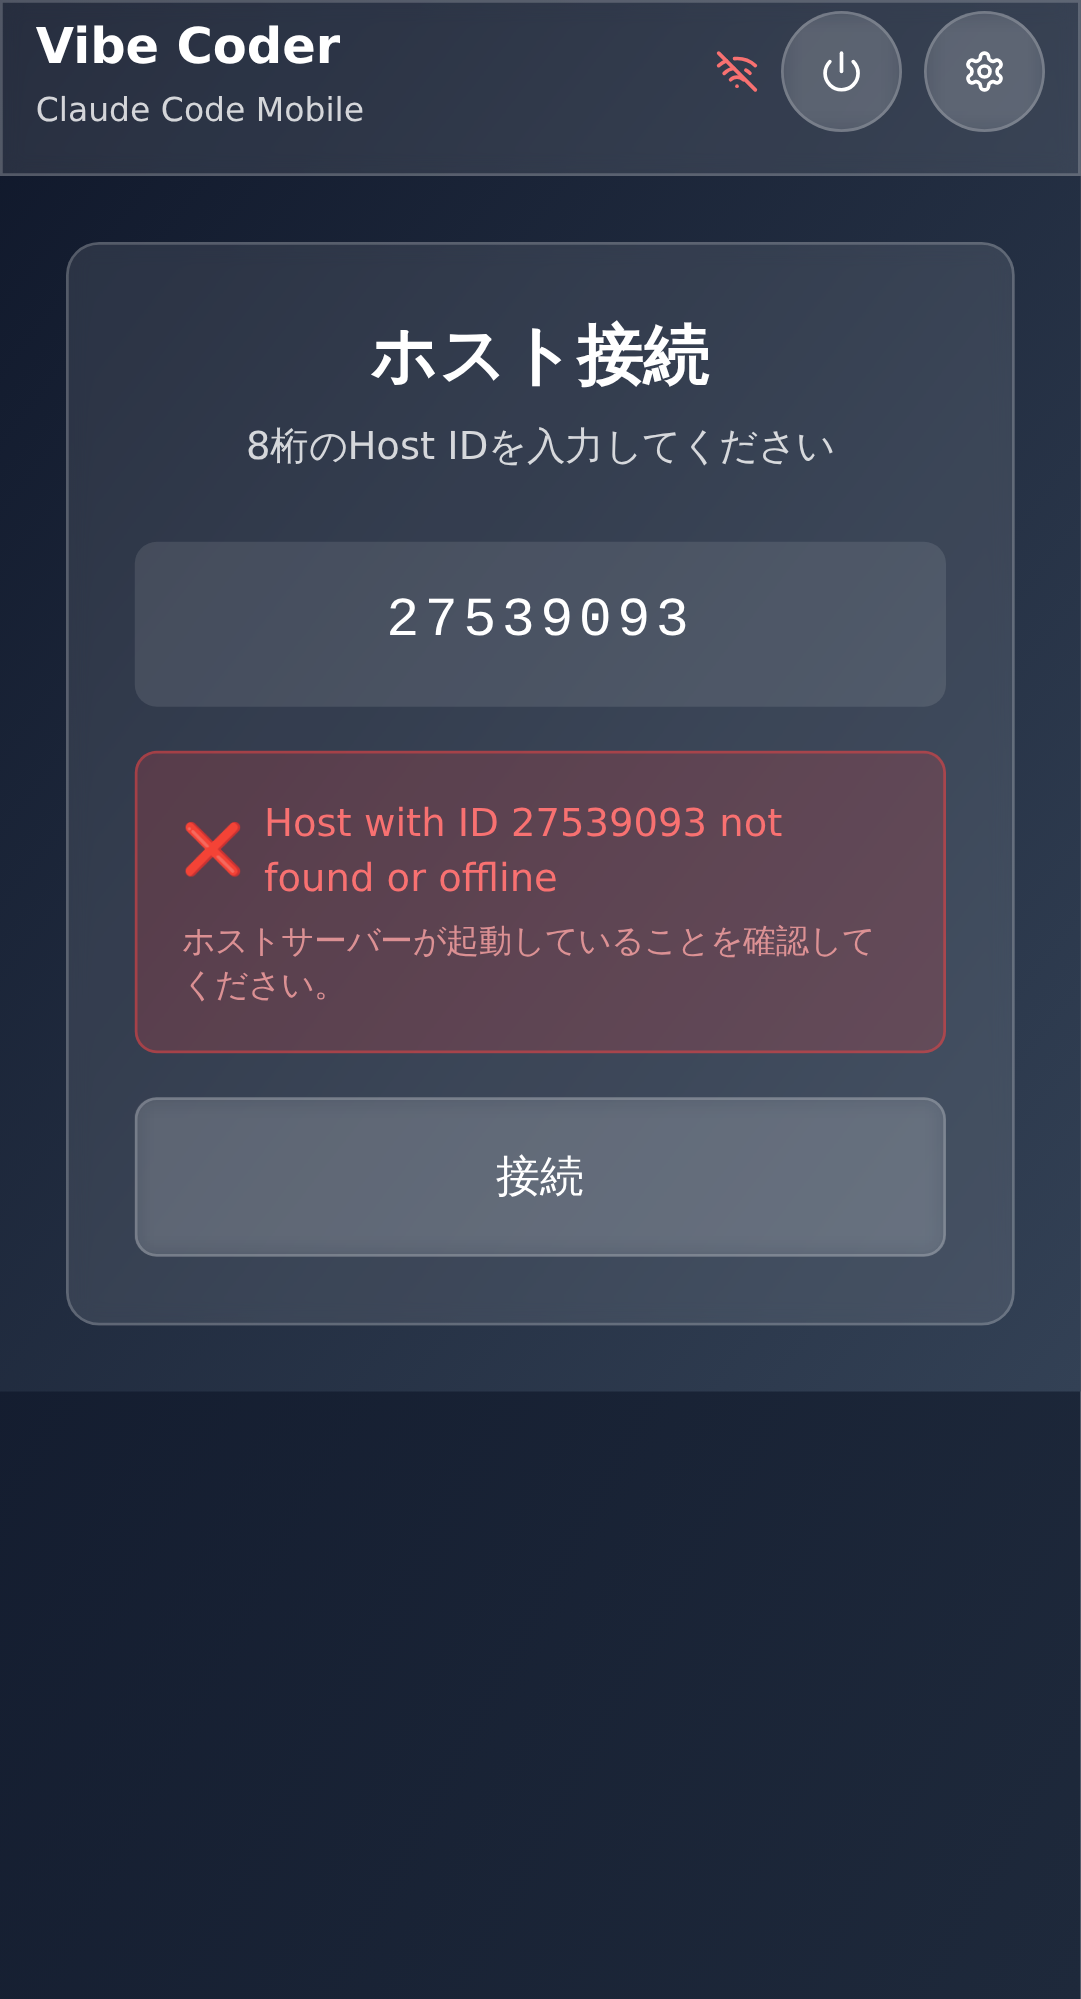 Vibe Coder
Claude Code Mobile
ホスト接続
8桁のHost IDを入力してください
27539093
Host with ID 27539093 not
found or offline
ホストサーバーが起動していることを確認して
ください。
接続